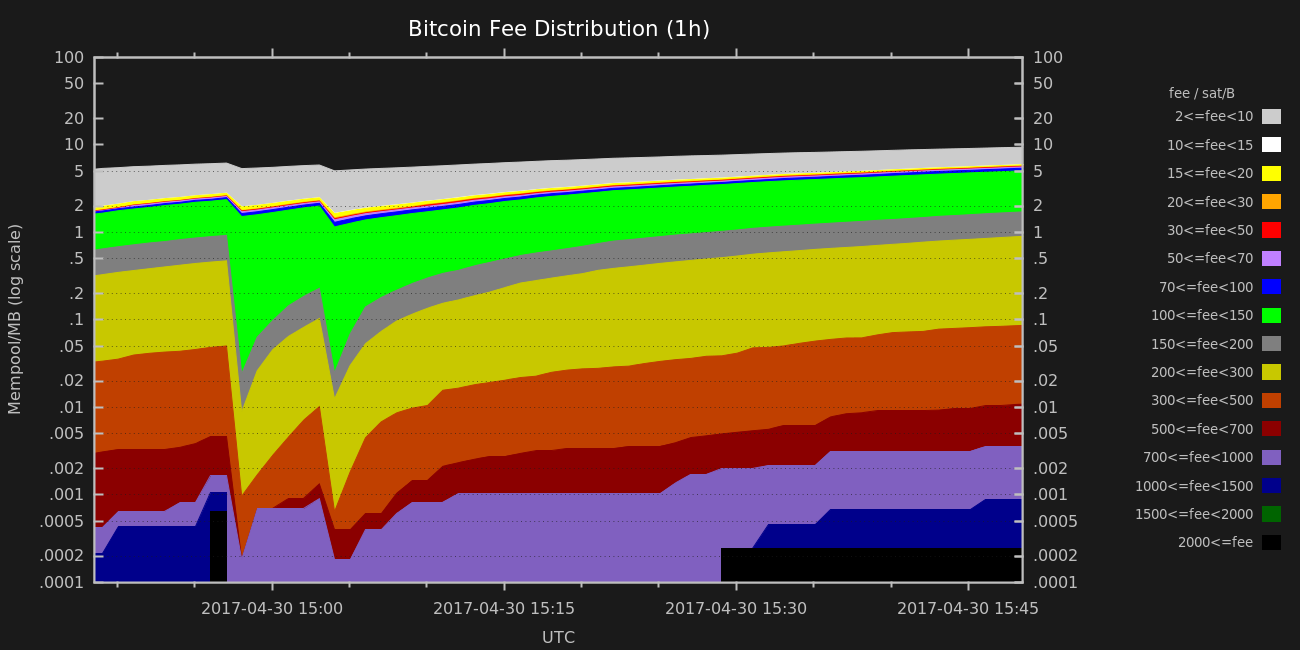 Bitcoin Fee Distribution (1h)
100 100
50 50
20 20
10 10
5 5
2 2
1 1
.5 .5
.2 .2
.1 .1
.05 .05
.02 .02
.01 .01
.005 .005
.002 .002
.001 .001
.0005 .0005
.0002 .0002
.0001 .0001
Mempool/MB (log scale)
2017-04-30 15:00 2017-04-30 15:15 2017-04-30 15:30 2017-04-30 15:45
UTC
fee / sat/B
2<=fee<10
10<=fee<15
15<=fee<20
20<=fee<30
30<=fee<50
50<=fee<70
70<=fee<100
100<=fee<150
150<=fee<200
200<=fee<300
300<=fee<500
500<=fee<700
700<=fee<1000
1000<=fee<1500
1500<=fee<2000
2000<=fee